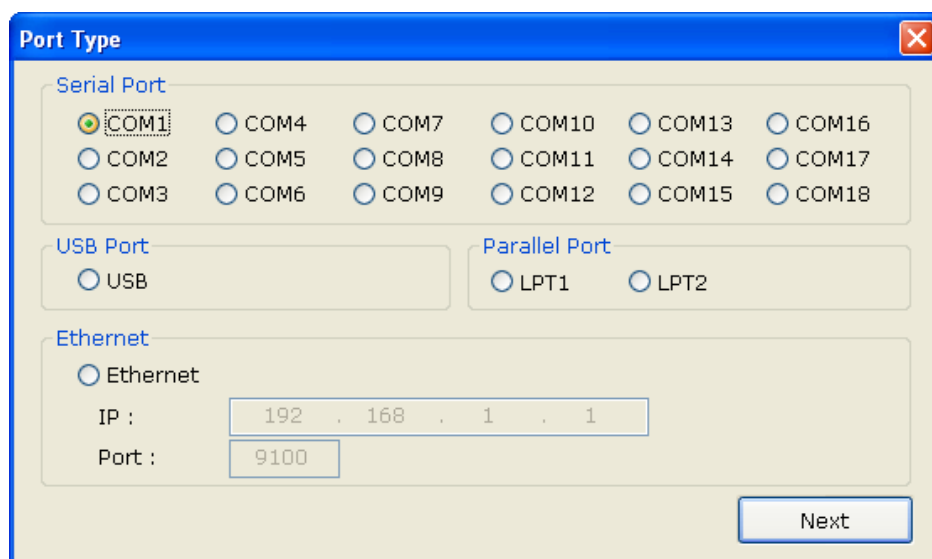 Port Type
Serial Port
COM1 COM4 COM7 COM10 COM13 COM16
COM2 COM5 COM8 COM11 COM14 COM17
COM3 COM6 COM9 COM12 COM15 COM18
USB Port Parallel Port
USB LPT1 LPT2
Ethernet
Ethernet
IP : 192 . 168 . 1 . 1
Port : 9100
Next